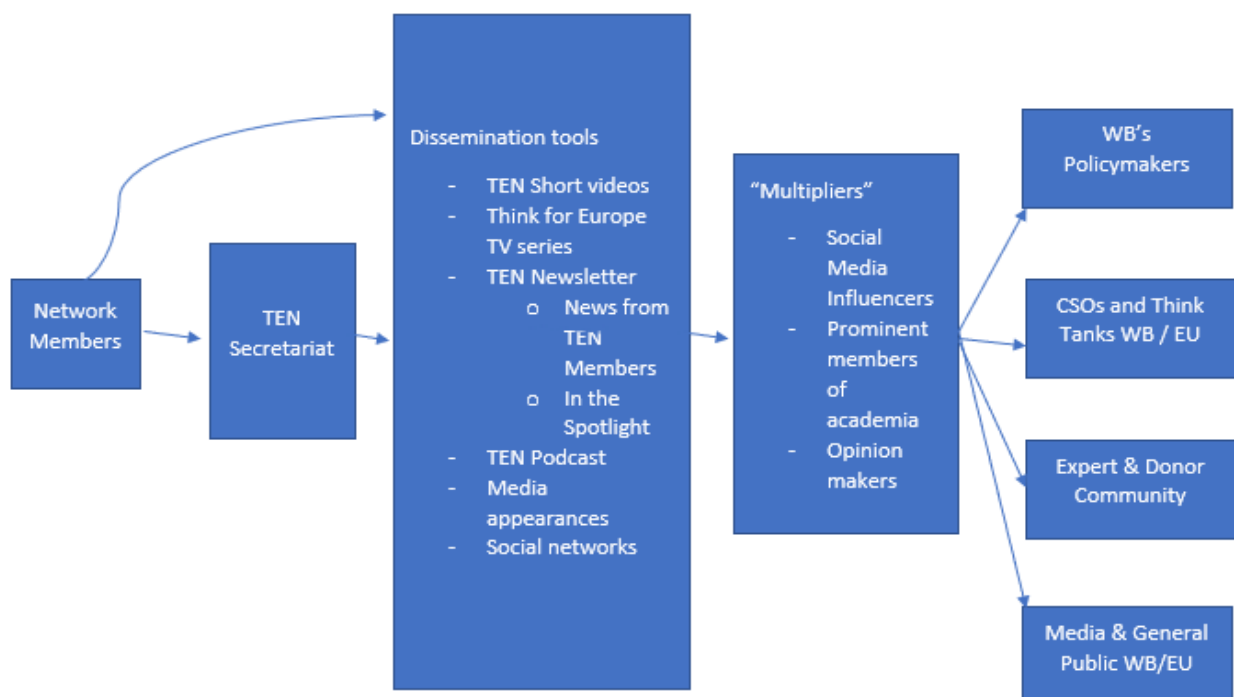 Network
Members
TEN
Secretariat
Dissemination tools
- TEN Short videos
- Think for Europe
TV series
- TEN Newsletter
o News from
TEN
Members
o In the
Spotlight
- TEN Podcast
- Media
appearances
- Social networks
“Multipliers”
- Social
Media
Influencers
- Prominent
members
of
academia
- Opinion
makers
WB’s
Policymakers
CSOs and Think
Tanks WB / EU
Expert & Donor
Community
Media & General
Public WB/EU